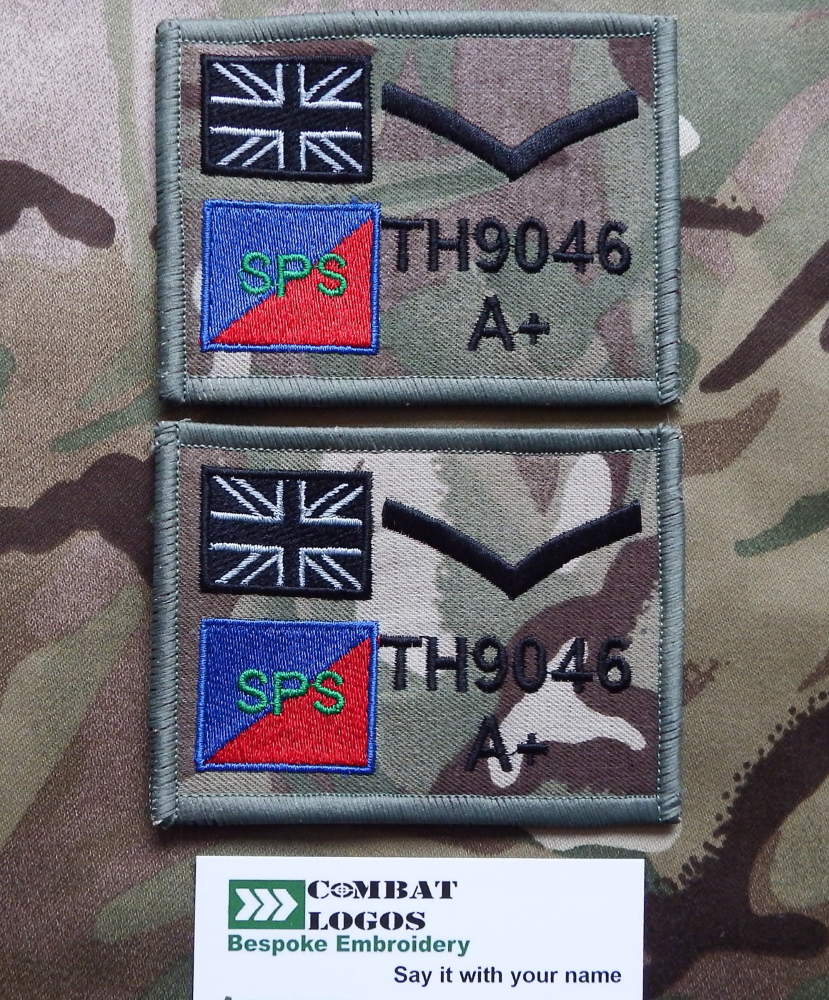 SPS
TH9046
A+
SPS
TH9046
A+
COMBAT
LOGOS
Bespoke Embroidery
Say it with your name